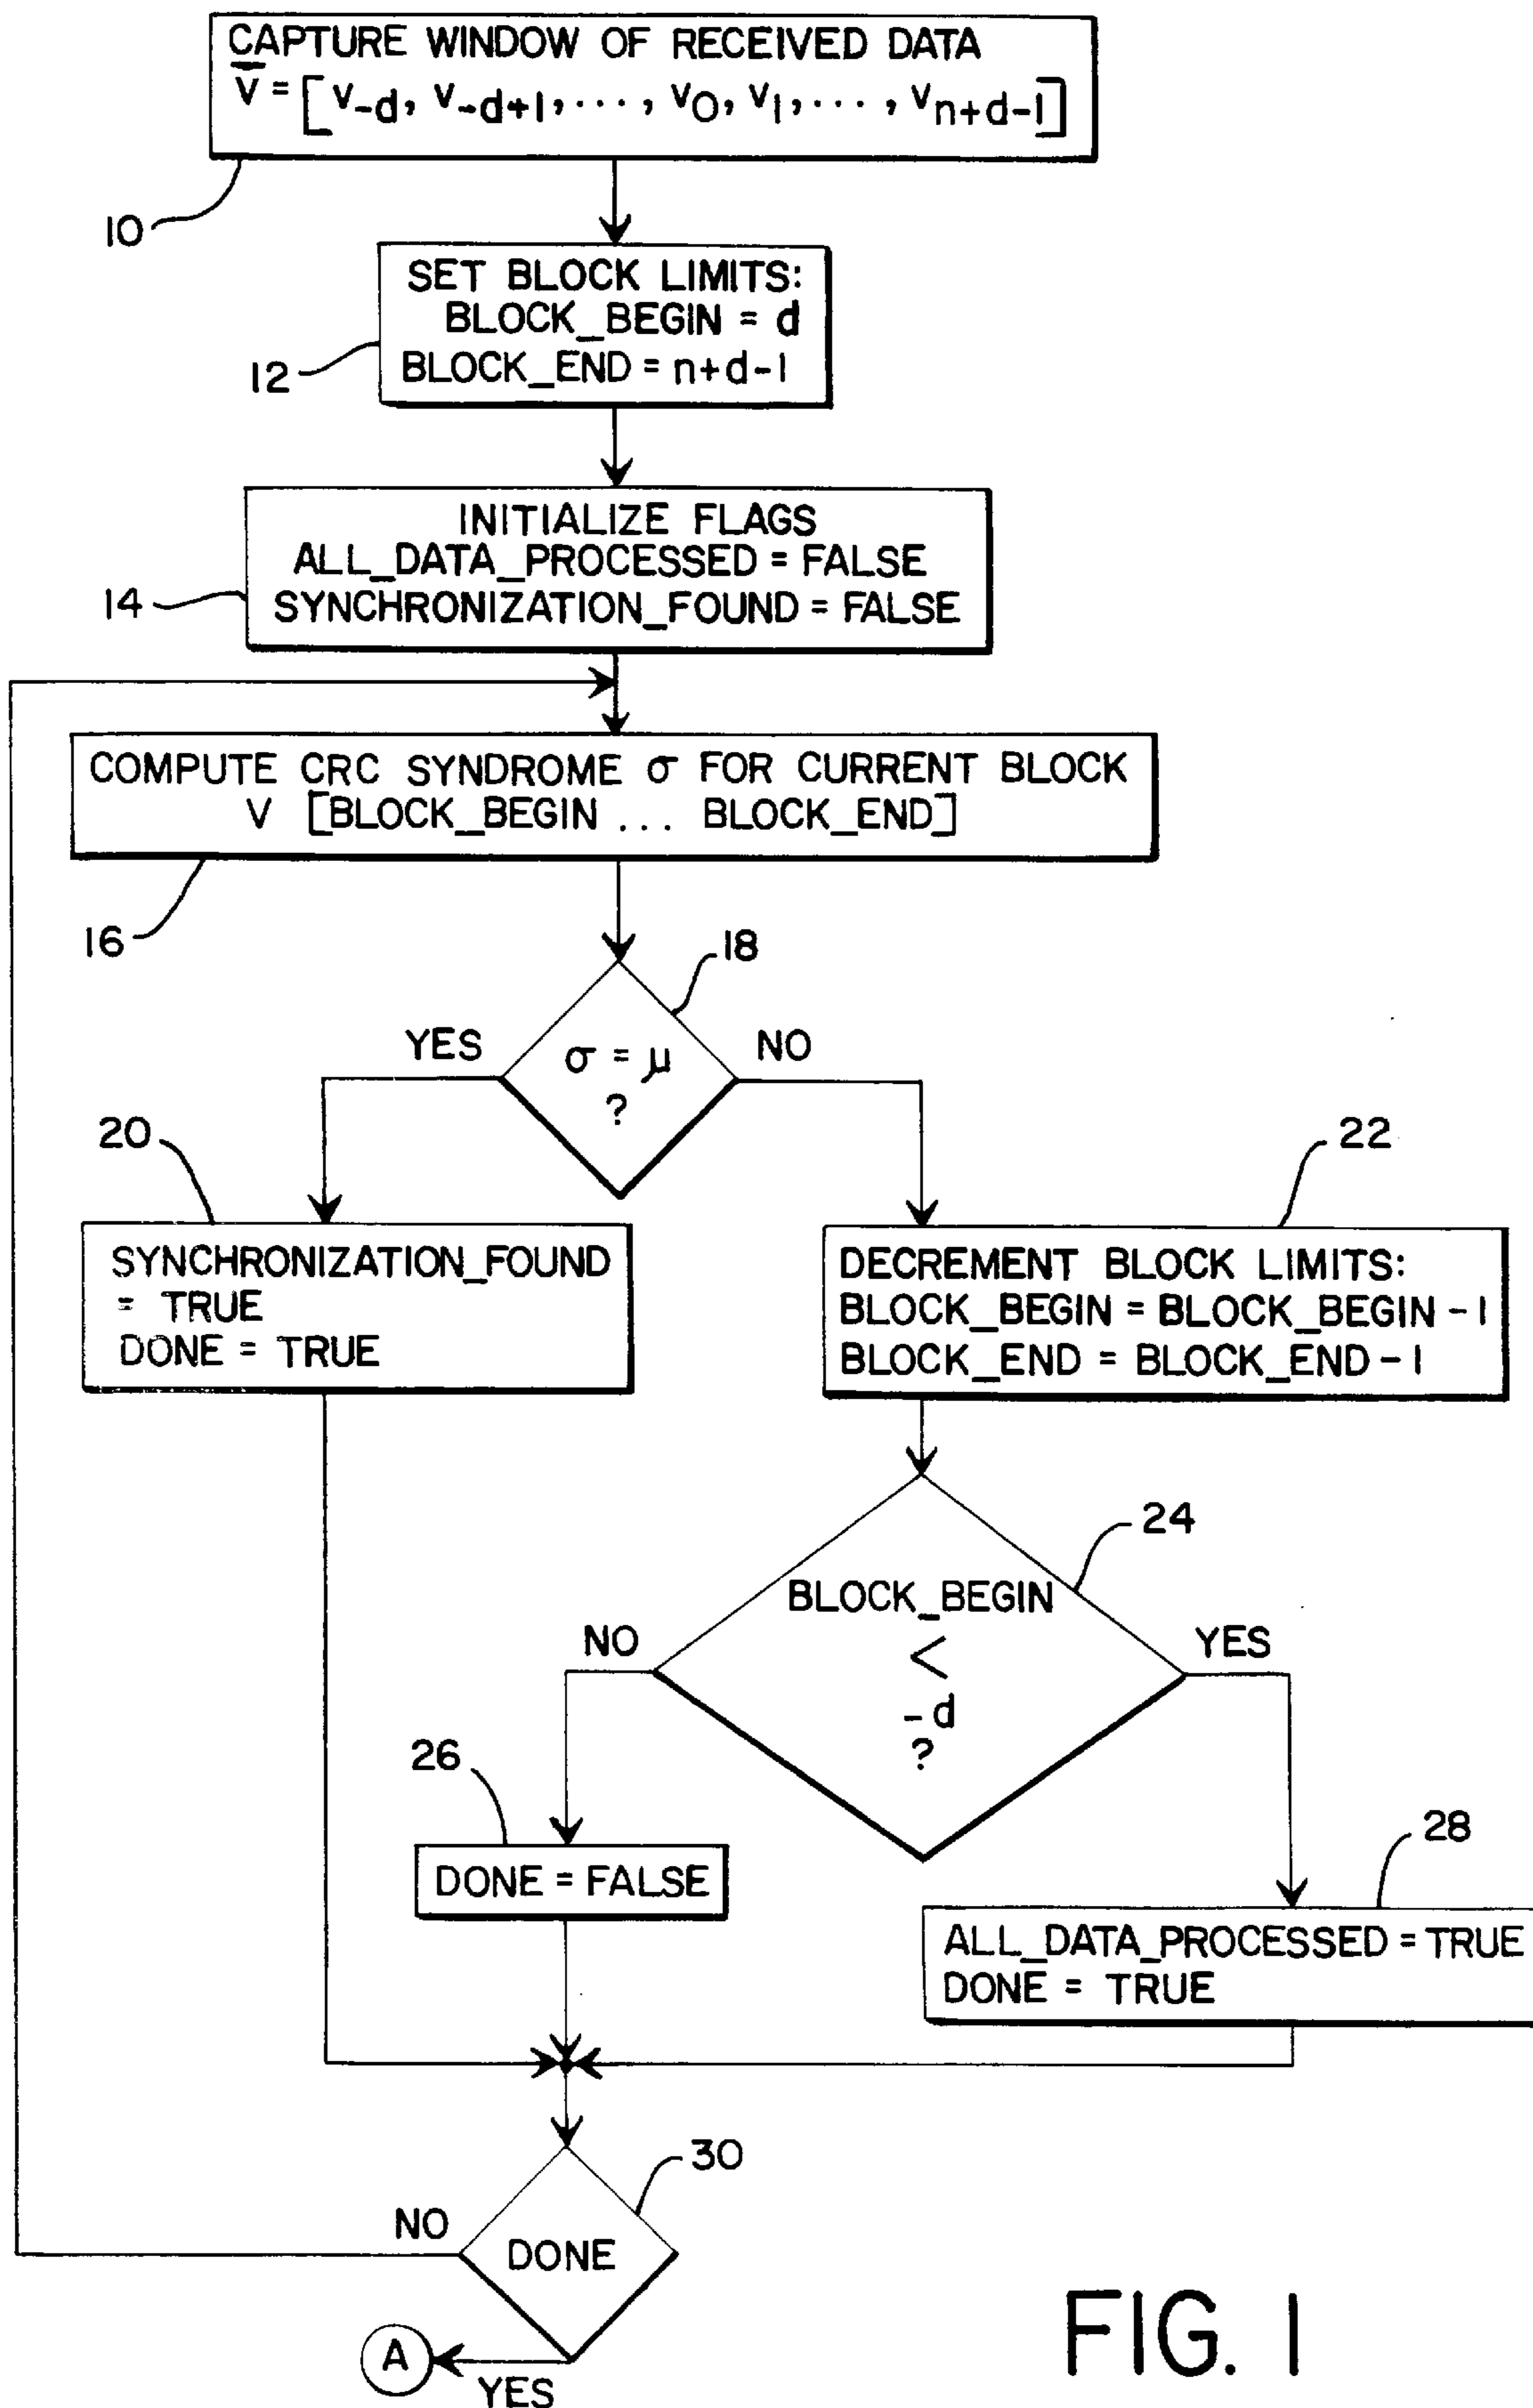 CAPTURE WINDOW OF RECEIVED DATA
V̅ = [v₋d, v₋d+1, ..., v0, v1, ..., vn+d-1]
10
SET BLOCK LIMITS:
BLOCK_BEGIN = d
BLOCK_END = n+d-1
12
INITIALIZE FLAGS
ALL_DATA_PROCESSED = FALSE
SYNCHRONIZATION_FOUND = FALSE
14
COMPUTE CRC SYNDROME σ FOR CURRENT BLOCK
V [BLOCK_BEGIN ... BLOCK_END]
16
18
YES
σ = μ
?
NO
20
22
SYNCHRONIZATION_FOUND
= TRUE
DONE = TRUE
DECREMENT BLOCK LIMITS:
BLOCK_BEGIN = BLOCK_BEGIN - 1
BLOCK_END = BLOCK_END - 1
24
BLOCK_BEGIN
<
-d
?
NO
YES
26
DONE = FALSE
28
ALL_DATA_PROCESSED = TRUE
DONE = TRUE
30
NO
DONE
A
YES
FIG. 1